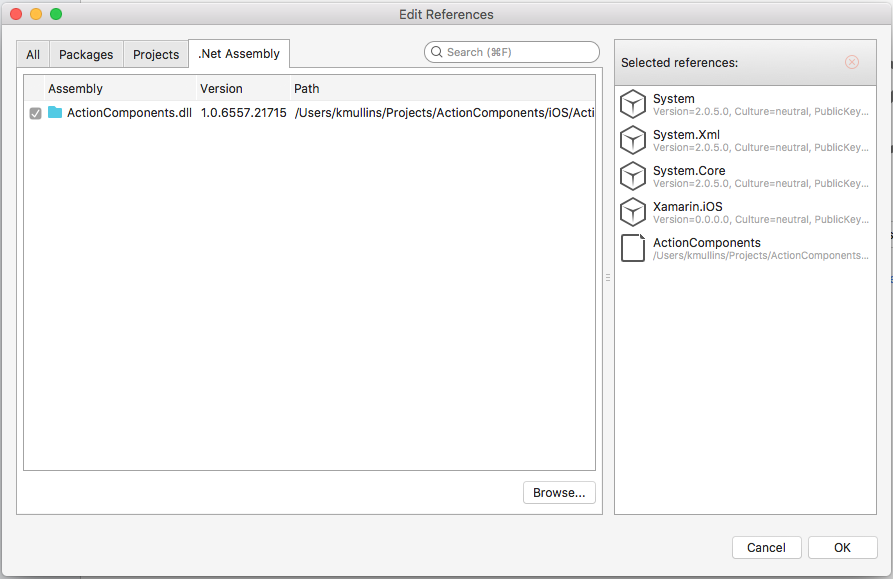 Edit References
All Packages Projects .Net Assembly
Search (⌘F)
Assembly Version Path
ActionComponents.dll 1.0.6557.21715 /Users/kmullins/Projects/ActionComponents/iOS/Acti
Browse...
Selected references:
System
Version=2.0.5.0, Culture=neutral, PublicKey...
System.Xml
Version=2.0.5.0, Culture=neutral, PublicKey...
System.Core
Version=2.0.5.0, Culture=neutral, PublicKey...
Xamarin.iOS
Version=0.0.0.0, Culture=neutral, PublicKey...
ActionComponents
/Users/kmullins/Projects/ActionComponents...
Cancel OK